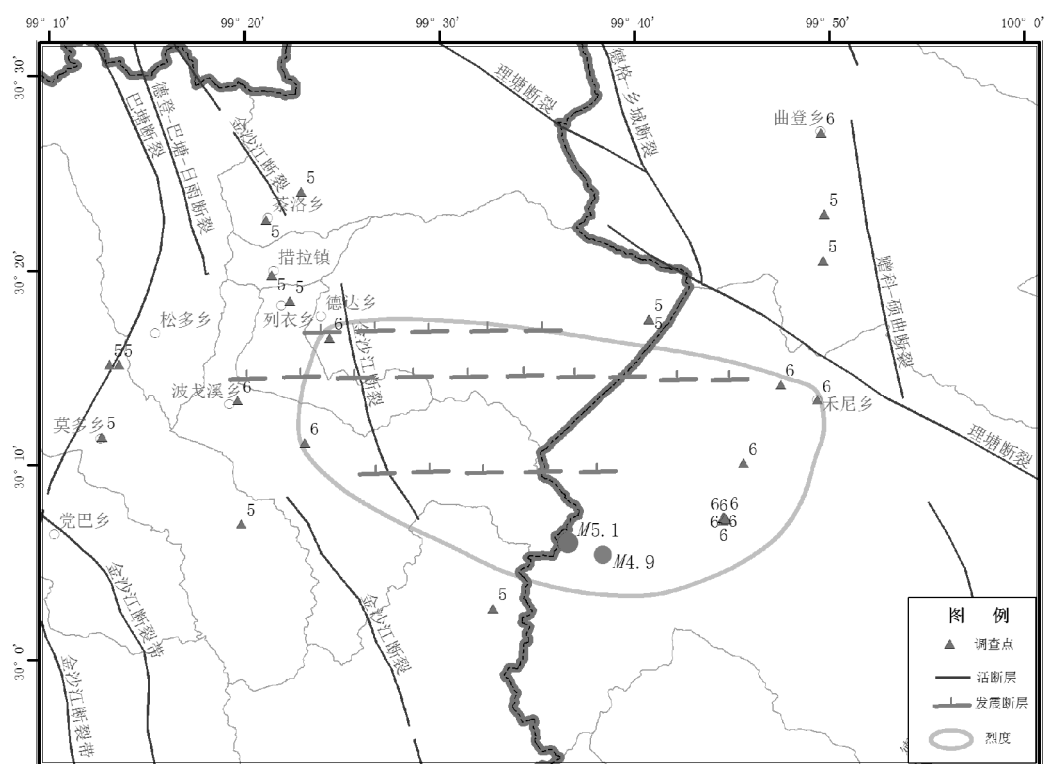 99° 10′
99° 20′
99° 30′
99° 40′
99° 50′
100° 0′
30° 30′
30° 20′
30° 10′
30° 0′
巴塘断裂
德登-巴塘-日雨断裂
金沙江断裂
理塘断裂
德格-乡城断裂
曲登乡
6
5
茶洛乡
5
5
5
措拉镇
5
5
列衣乡
德达乡
6
金沙江断裂
5
5
赠科-硕曲断裂
松多乡
55
波戈溪乡
6
6
6
禾尼乡
莫多乡
5
6
6
理塘断裂
党巴乡
5
666
66
6
M5.1
M4.9
金沙江断裂带
金沙江断裂
5
金沙江断裂带
图 例
调查点
活断层
发震断层
烈度